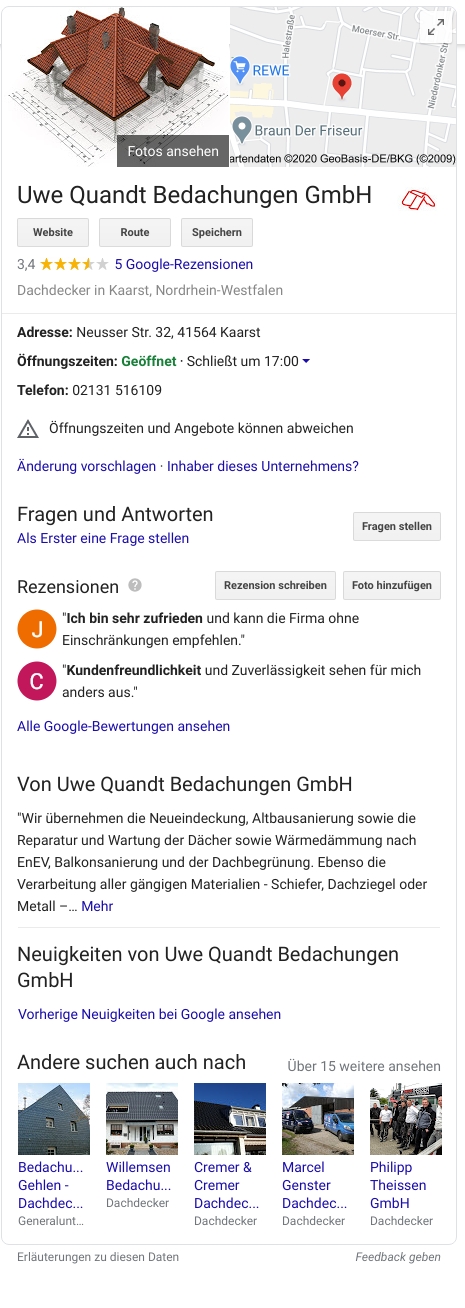 Halestraße
Moerser Str.
Niederdonker Str
REWE
Braun Der Friseur
Fotos ansehen
artendaten ©2020 GeoBasis-DE/BKG (©2009)
Uwe Quandt Bedachungen GmbH
Website Route Speichern
3,4 5 Google-Rezensionen
Dachdecker in Kaarst, Nordrhein-Westfalen
Adresse: Neusser Str. 32, 41564 Kaarst
Öffnungszeiten: Geöffnet · Schließt um 17:00
Telefon: 02131 516109
Öffnungszeiten und Angebote können abweichen
Änderung vorschlagen · Inhaber dieses Unternehmens?
Fragen und Antworten
Fragen stellen
Als Erster eine Frage stellen
Rezensionen ? Rezension schreiben Foto hinzufügen
J "Ich bin sehr zufrieden und kann die Firma ohne
Einschränkungen empfehlen."
C "Kundenfreundlichkeit und Zuverlässigkeit sehen für mich
anders aus."
Alle Google-Bewertungen ansehen
Von Uwe Quandt Bedachungen GmbH
"Wir übernehmen die Neueindeckung, Altbausanierung sowie die
Reparatur und Wartung der Dächer sowie Wärmedämmung nach
EnEV, Balkonsanierung und der Dachbegrünung. Ebenso die
Verarbeitung aller gängigen Materialien - Schiefer, Dachziegel oder
Metall –… Mehr
Neuigkeiten von Uwe Quandt Bedachungen
GmbH
Vorherige Neuigkeiten bei Google ansehen
Andere suchen auch nach Über 15 weitere ansehen
Bedachu... Willemsen Cremer & Marcel Philipp
Gehlen - Bedachu... Cremer Genster Theissen
Dachdec... Dachdecker Dachdec... Dachdec... GmbH
Generalunt... Dachdecker Dachdecker Dachdecker
Erläuterungen zu diesen Daten Feedback geben